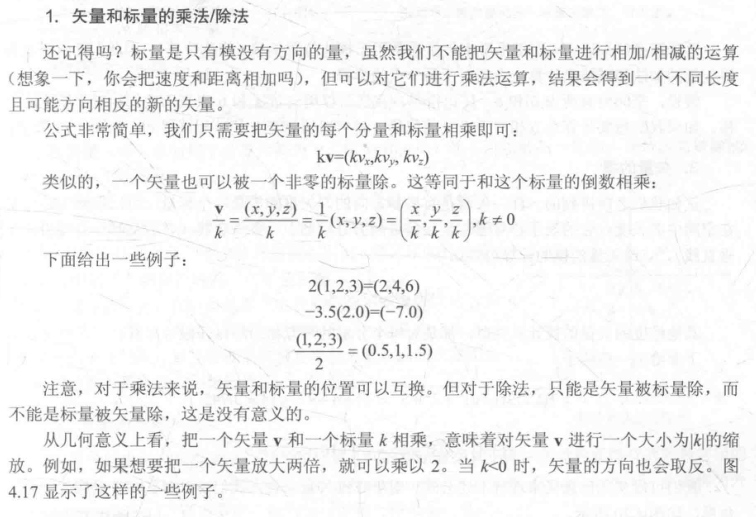 1. 矢量和标量的乘法/除法
还记得吗？标量是只有模没有方向的量，虽然我们不能把矢量和标量进行相加/相减的运算
（想象一下，你会把速度和距离相加吗），但可以对它们进行乘法运算，结果会得到一个不同长度
且可能方向相反的新的矢量。
公式非常简单，我们只需要把矢量的每个分量和标量相乘即可：
kv=(kvₓ,kvᵧ, kv_z)
类似的，一个矢量也可以被一个非零的标量除。这等同于和这个标量的倒数相乘：
v/k = (x,y,z)/k = 1/k (x,y,z) = (x/k, y/k, z/k), k ≠ 0
下面给出一些例子：
2(1,2,3)=(2,4,6)
−3.5(2.0)=(−7.0)
(1,2,3)/2 = (0.5,1,1.5)
注意，对于乘法来说，矢量和标量的位置可以互换。但对于除法，只能是矢量被标量除，而
不能是标量被矢量除，这是没有意义的。
从几何意义上看，把一个矢量 v 和一个标量 k 相乘，意味着对矢量 v 进行一个大小为|k|的缩
放。例如，如果想要把一个矢量放大两倍，就可以乘以 2。当 k<0 时，矢量的方向也会取反。图
4.17 显示了这样的一些例子。